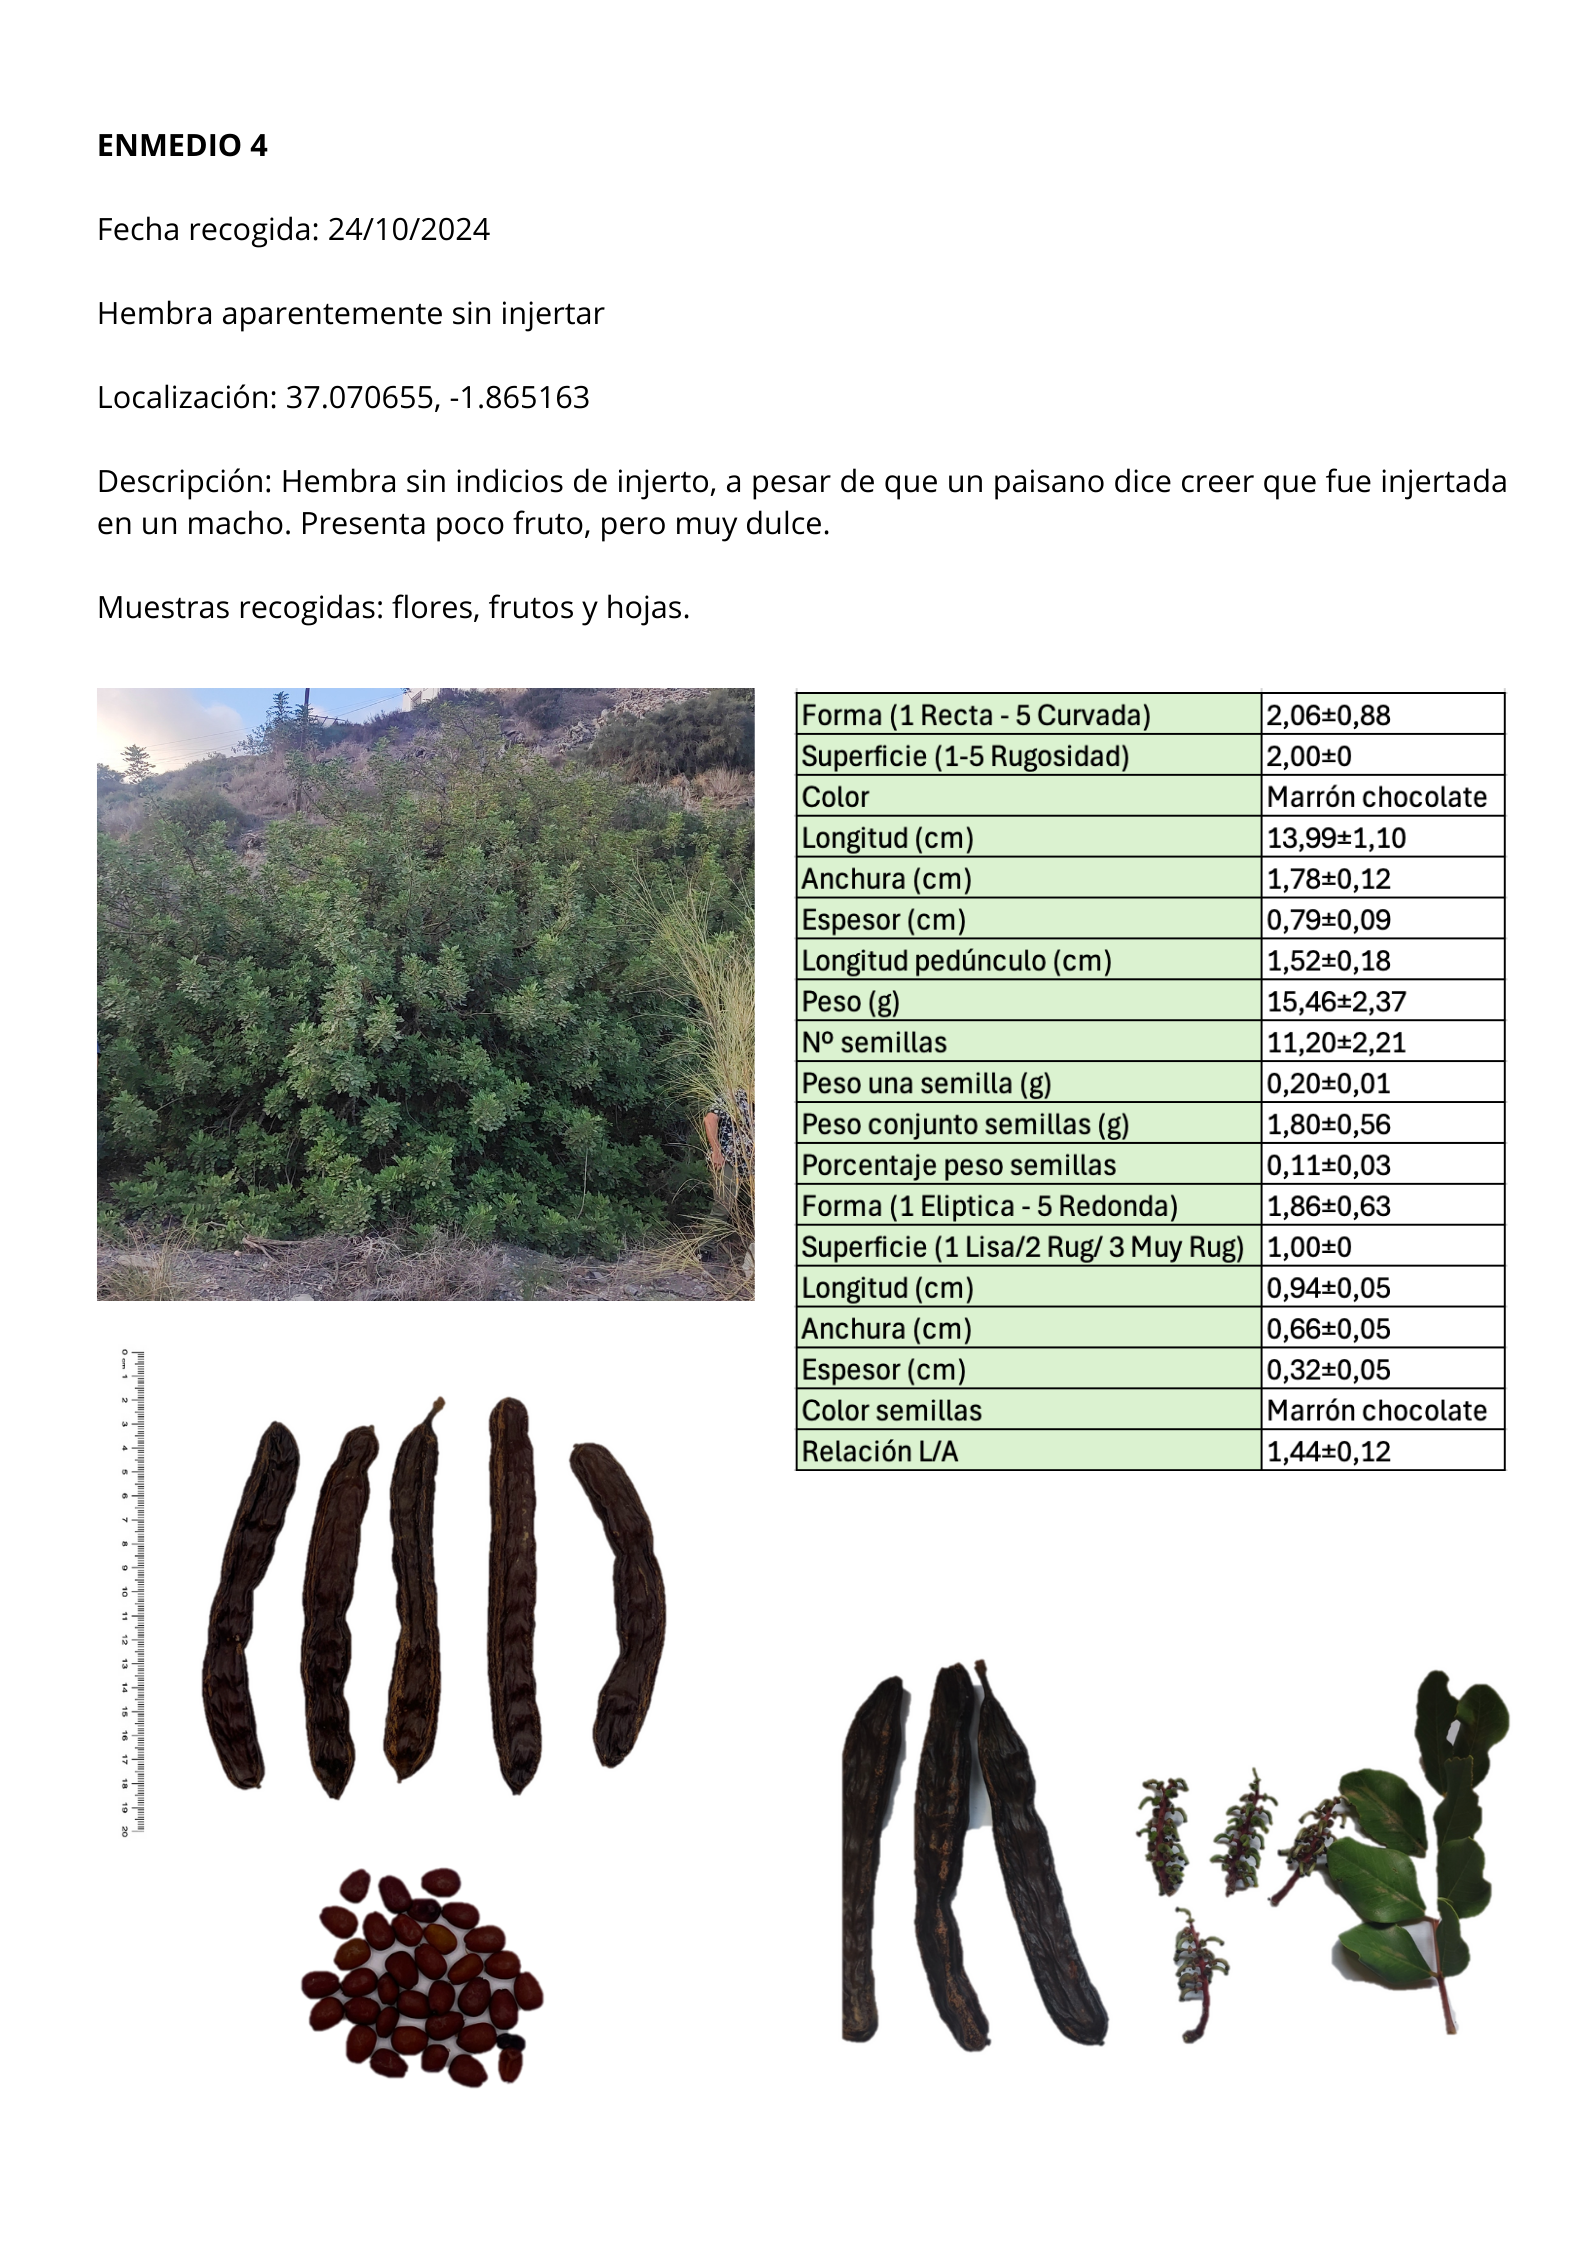 ENMEDIO 4
Fecha recogida: 24/10/2024
Hembra aparentemente sin injertar
Localización: 37.070655, -1.865163
Descripción: Hembra sin indicios de injerto, a pesar de que un paisano dice creer que fue injertada
en un macho. Presenta poco fruto, pero muy dulce.
Muestras recogidas: flores, frutos y hojas.
Forma (1 Recta - 5 Curvada) 2,06±0,88
Superficie (1-5 Rugosidad) 2,00±0
Color Marrón chocolate
Longitud (cm) 13,99±1,10
Anchura (cm) 1,78±0,12
Espesor (cm) 0,79±0,09
Longitud pedúnculo (cm) 1,52±0,18
Peso (g) 15,46±2,37
Nº semillas 11,20±2,21
Peso una semilla (g) 0,20±0,01
Peso conjunto semillas (g) 1,80±0,56
Porcentaje peso semillas 0,11±0,03
Forma (1 Eliptica - 5 Redonda) 1,86±0,63
Superficie (1 Lisa/2 Rug/ 3 Muy Rug) 1,00±0
Longitud (cm) 0,94±0,05
Anchura (cm) 0,66±0,05
Espesor (cm) 0,32±0,05
Color semillas Marrón chocolate
Relación L/A 1,44±0,12
0 cm 1 2 3 4 5 6 7 8 9 10 11 12 13 14 15 16 17 18 19 20